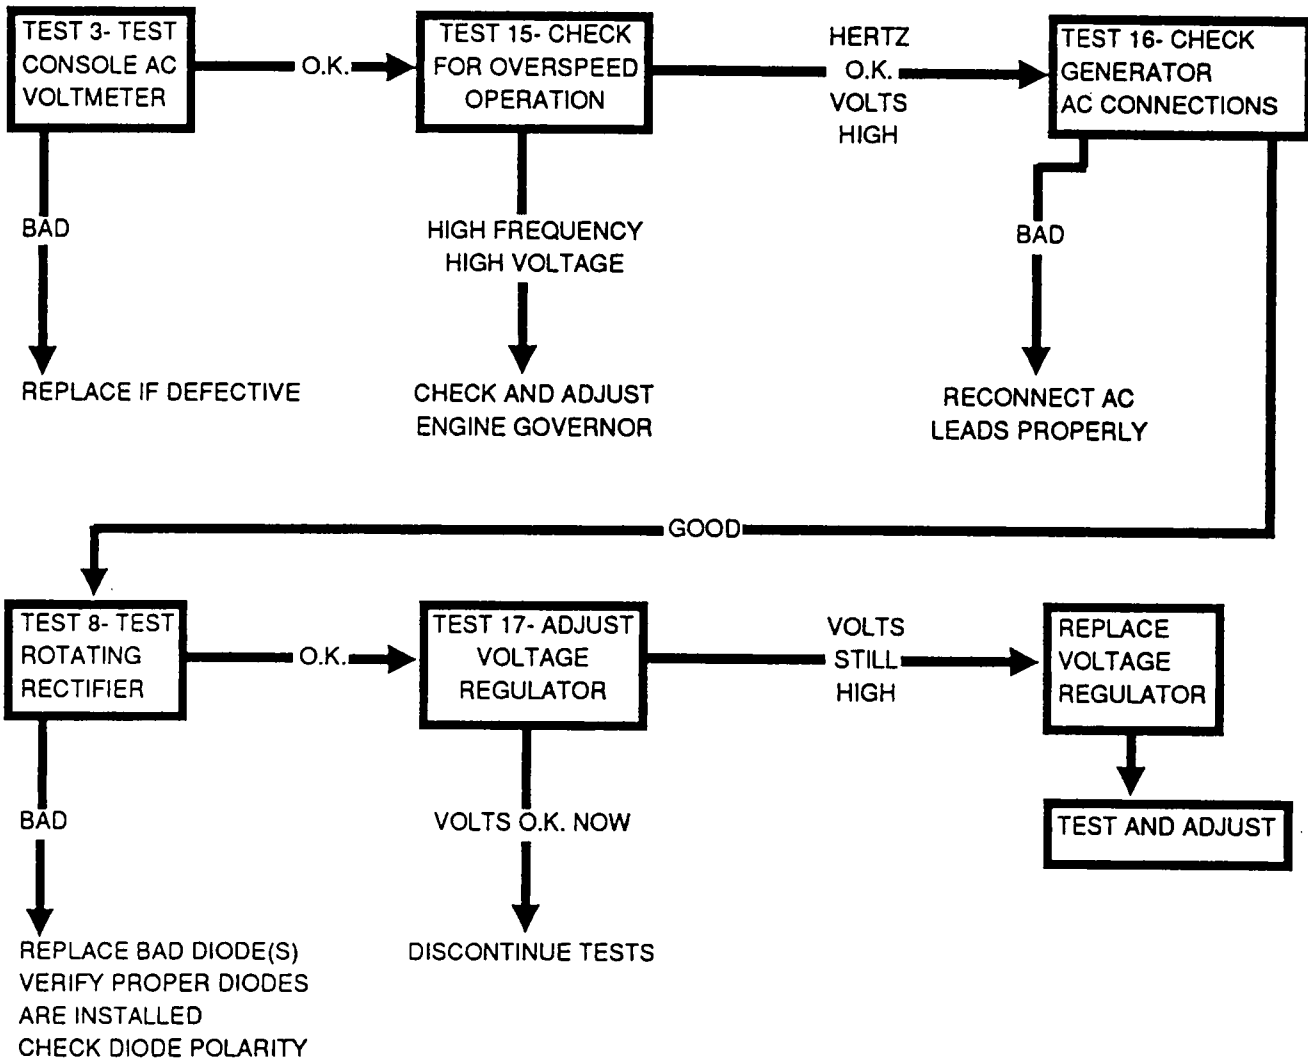 TEST 3- TEST
CONSOLE AC
VOLTMETER
O.K.
TEST 15- CHECK
FOR OVERSPEED
OPERATION
HERTZ
O.K.
VOLTS
HIGH
TEST 16- CHECK
GENERATOR
AC CONNECTIONS
BAD
HIGH FREQUENCY
HIGH VOLTAGE
BAD
REPLACE IF DEFECTIVE
CHECK AND ADJUST
ENGINE GOVERNOR
RECONNECT AC
LEADS PROPERLY
GOOD
TEST 8- TEST
ROTATING
RECTIFIER
O.K.
TEST 17- ADJUST
VOLTAGE
REGULATOR
VOLTS
STILL
HIGH
REPLACE
VOLTAGE
REGULATOR
BAD
VOLTS O.K. NOW
TEST AND ADJUST
REPLACE BAD DIODE(S)
VERIFY PROPER DIODES
ARE INSTALLED
CHECK DIODE POLARITY
DISCONTINUE TESTS